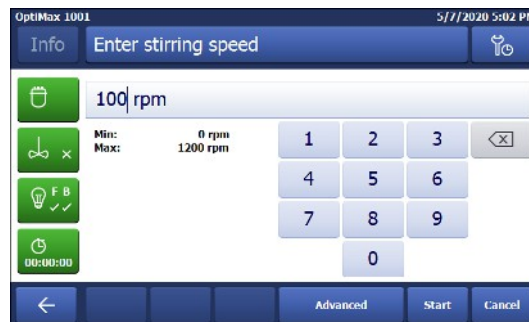 OptiMax 1001 5/7/2020 5:02 PM
Info Enter stirring speed
100 rpm
Min: 0 rpm
Max: 1200 rpm
1 2 3
4 5 6
F B
7 8 9
00:00:00
0
Advanced Start Cancel